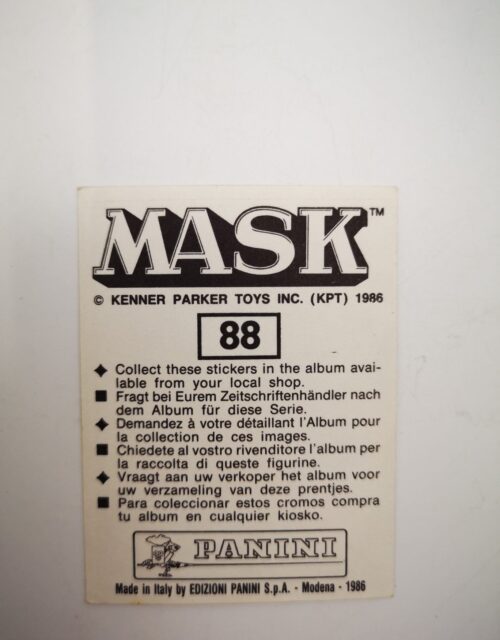 MASK™
© KENNER PARKER TOYS INC. (KPT) 1986
88
◆ Collect these stickers in the album avai-
lable from your local shop.
■ Fragt bei Eurem Zeitschriftenhändler nach
dem Album für diese Serie.
◆ Demandez à votre détaillant l'Album pour
la collection de ces images.
■ Chiedete al vostro rivenditore l'album per
la raccolta di queste figurine.
◆ Vraagt aan uw verkoper het album voor
uw verzameling van deze prentjes.
■ Para coleccionar estos cromos compra
tu album en cualquier kiosko.
PANINI
Made in Italy by EDIZIONI PANINI S.p.A. - Modena - 1986